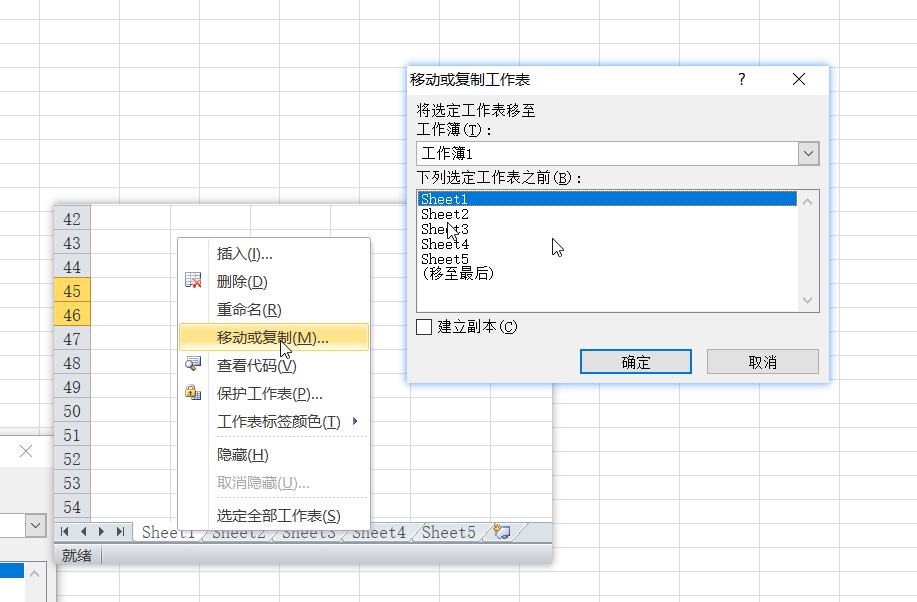 移动或复制工作表
?
将选定工作表移至
工作簿(T)：
工作簿1
下列选定工作表之前(B)：
Sheet1
Sheet2
Sheet3
Sheet4
Sheet5
(移至最后)
建立副本(C)
确定
取消
42
43
44
45
46
47
48
49
50
51
52
53
54
插入(I)...
删除(D)
重命名(R)
移动或复制(M)...
查看代码(V)
保护工作表(P)...
工作表标签颜色(T)
隐藏(H)
取消隐藏(U)...
选定全部工作表(S)
Sheet1 Sheet2 Sheet3 Sheet4 Sheet5
就绪